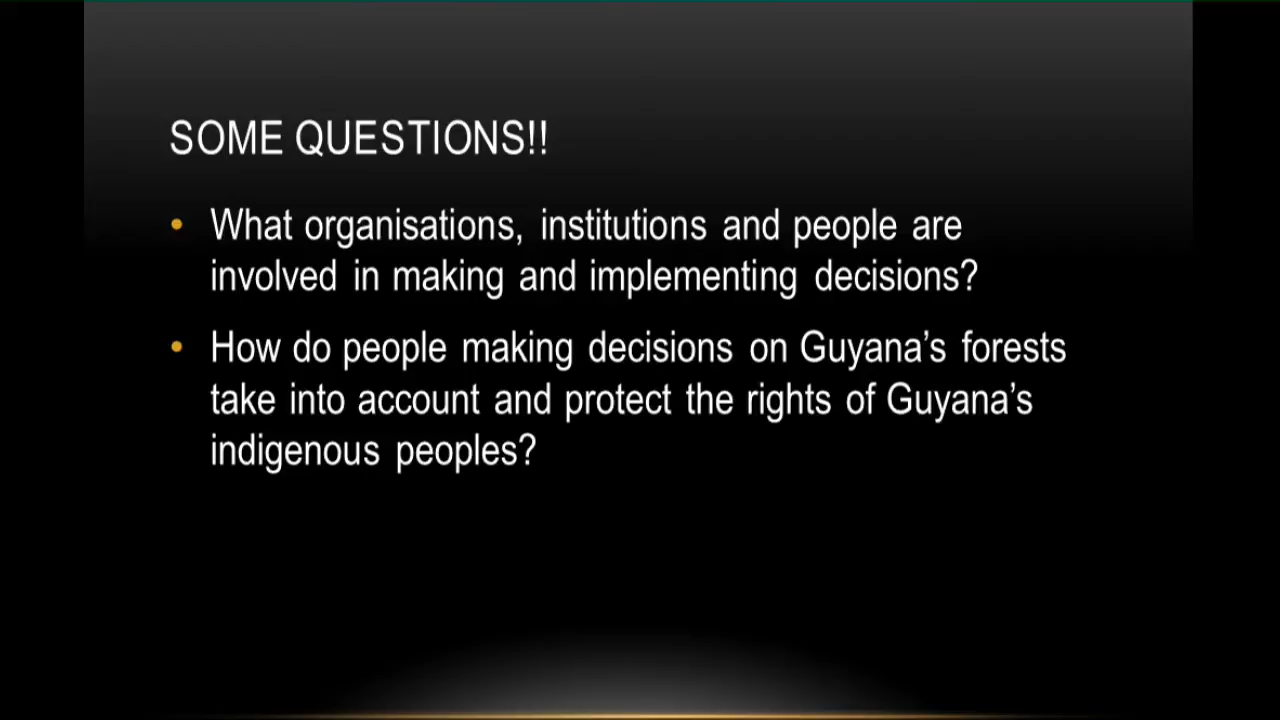 SOME QUESTIONS!!
• What organisations, institutions and people are
involved in making and implementing decisions?
• How do people making decisions on Guyana’s forests
take into account and protect the rights of Guyana’s
indigenous peoples?